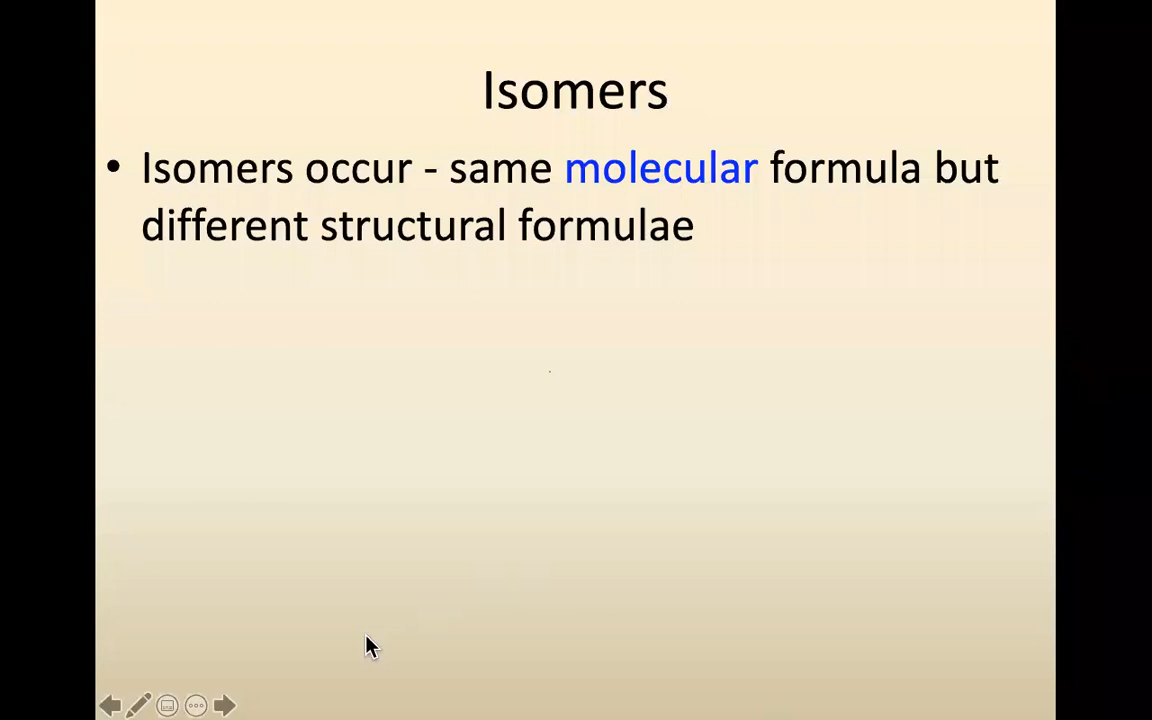 Isomers
• Isomers occur - same molecular formula but
different structural formulae